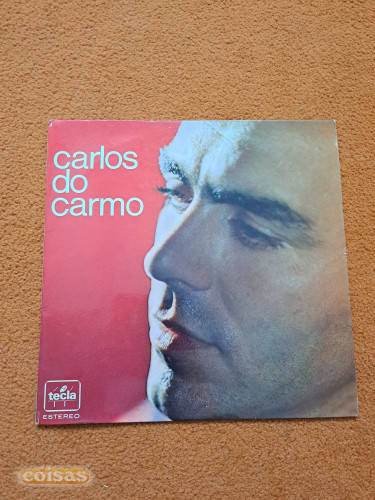 carlos
do
carmo
tecla
ESTEREO
coisas